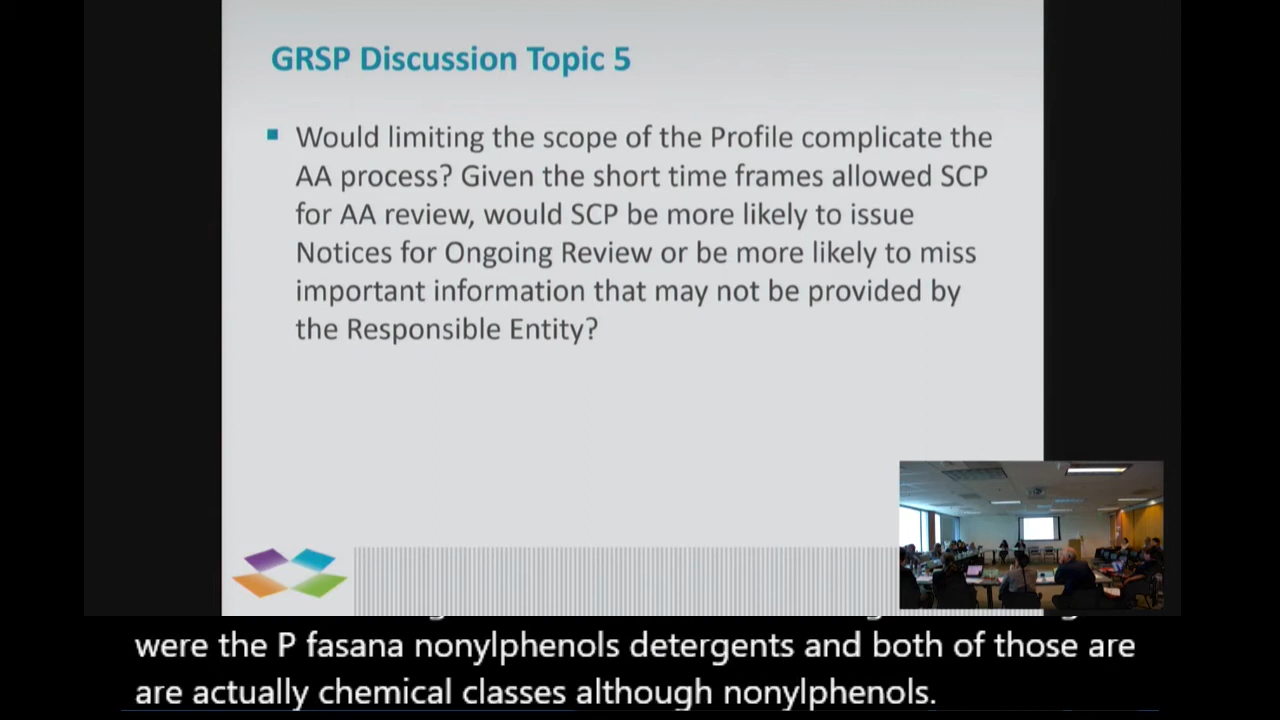 GRSP Discussion Topic 5
Would limiting the scope of the Profile complicate the
AA process? Given the short time frames allowed SCP
for AA review, would SCP be more likely to issue
Notices for Ongoing Review or be more likely to miss
important information that may not be provided by
the Responsible Entity?
were the P fasana nonylphenols detergents and both of those are
are actually chemical classes although nonylphenols.